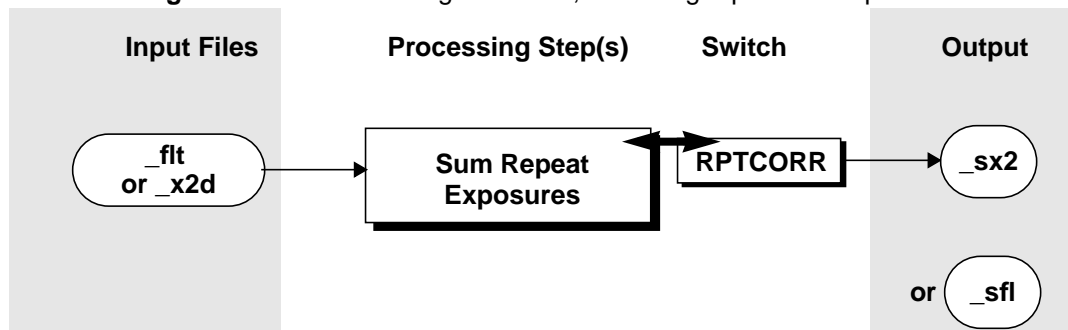 Input Files Processing Step(s) Switch Output
_flt
or _x2d
Sum Repeat
Exposures
RPTCORR
_sx2
or _sfl